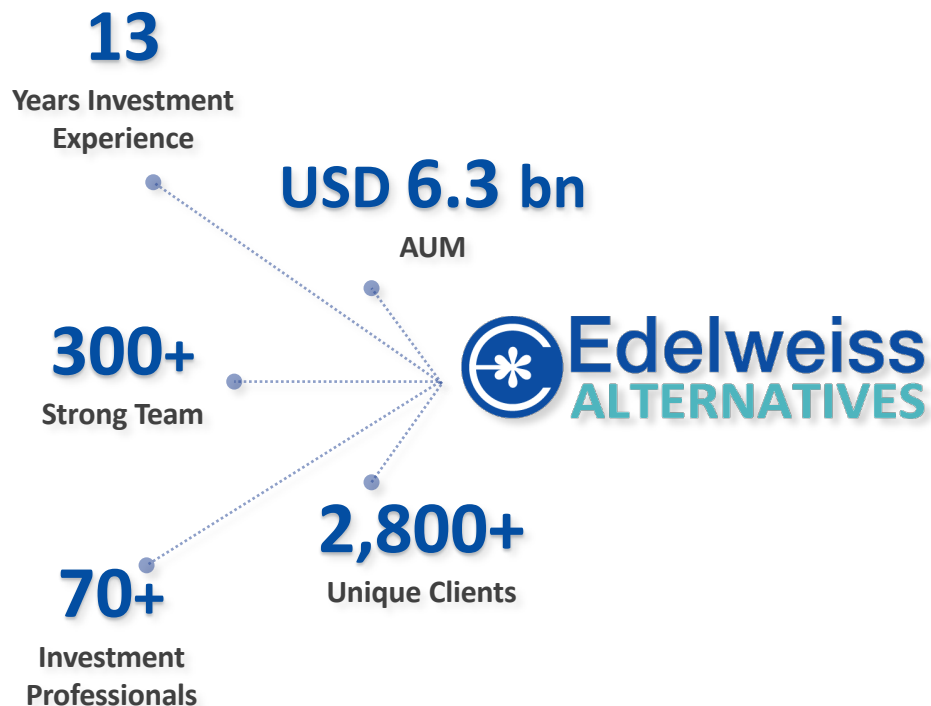 13
Years Investment
Experience
USD 6.3 bn
AUM
300+
Strong Team
Edelweiss
ALTERNATIVES
2,800+
Unique Clients
70+
Investment
Professionals